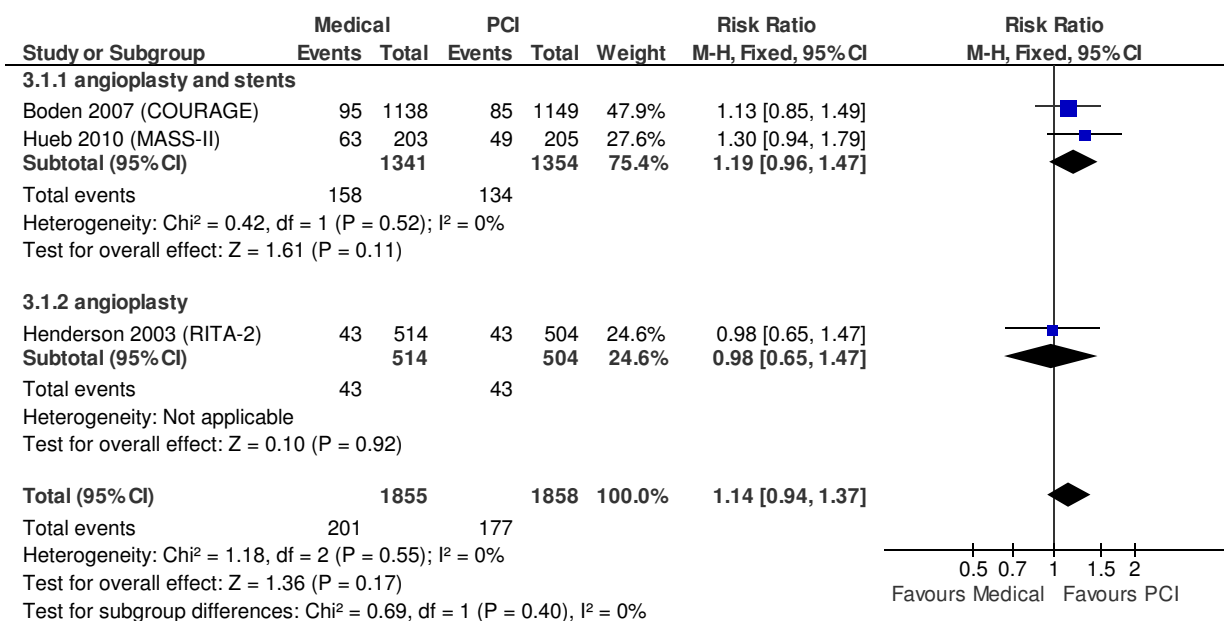 Medical PCI Risk Ratio Risk Ratio
Study or Subgroup Events Total Events Total Weight M-H, Fixed, 95% CI M-H, Fixed, 95% CI
3.1.1 angioplasty and stents
Boden 2007 (COURAGE) 95 1138 85 1149 47.9% 1.13 [0.85, 1.49]
Hueb 2010 (MASS-II) 63 203 49 205 27.6% 1.30 [0.94, 1.79]
Subtotal (95% CI) 1341 1354 75.4% 1.19 [0.96, 1.47]
Total events 158 134
Heterogeneity: Chi² = 0.42, df = 1 (P = 0.52); I² = 0%
Test for overall effect: Z = 1.61 (P = 0.11)
3.1.2 angioplasty
Henderson 2003 (RITA-2) 43 514 43 504 24.6% 0.98 [0.65, 1.47]
Subtotal (95% CI) 514 504 24.6% 0.98 [0.65, 1.47]
Total events 43 43
Heterogeneity: Not applicable
Test for overall effect: Z = 0.10 (P = 0.92)
Total (95% CI) 1855 1858 100.0% 1.14 [0.94, 1.37]
Total events 201 177
Heterogeneity: Chi² = 1.18, df = 2 (P = 0.55); I² = 0%
Test for overall effect: Z = 1.36 (P = 0.17)
Test for subgroup differences: Chi² = 0.69, df = 1 (P = 0.40), I² = 0%
0.5 0.7 1 1.5 2
Favours Medical Favours PCI